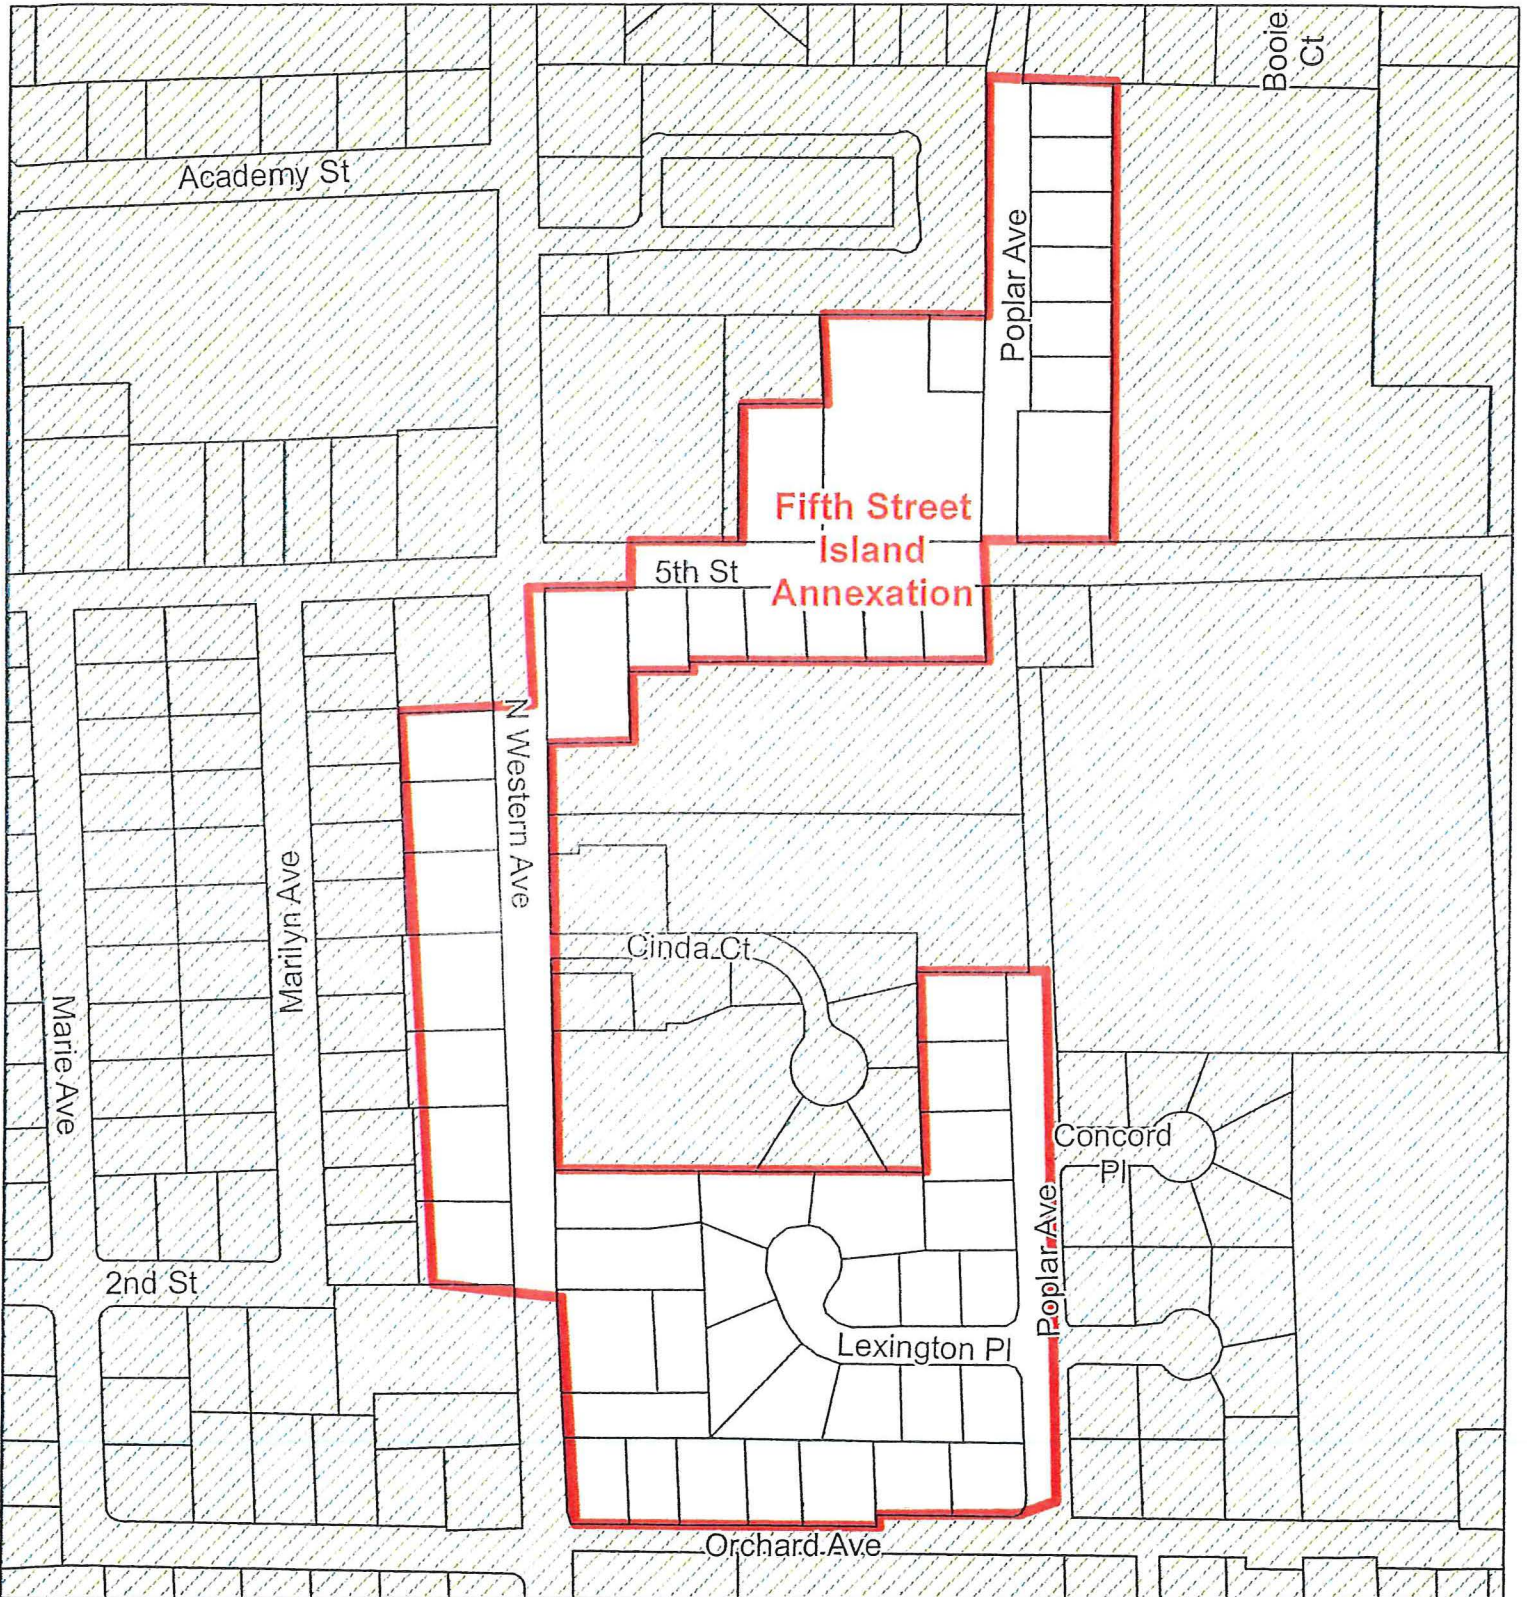 Booie
Ct
Academy St
Poplar Ave
Fifth Street
Island
Annexation
5th St
N Western Ave
Marilyn Ave
Cinda Ct
Marie Ave
Concord
Pl
Poplar Ave
2nd St
Lexington Pl
Orchard Ave